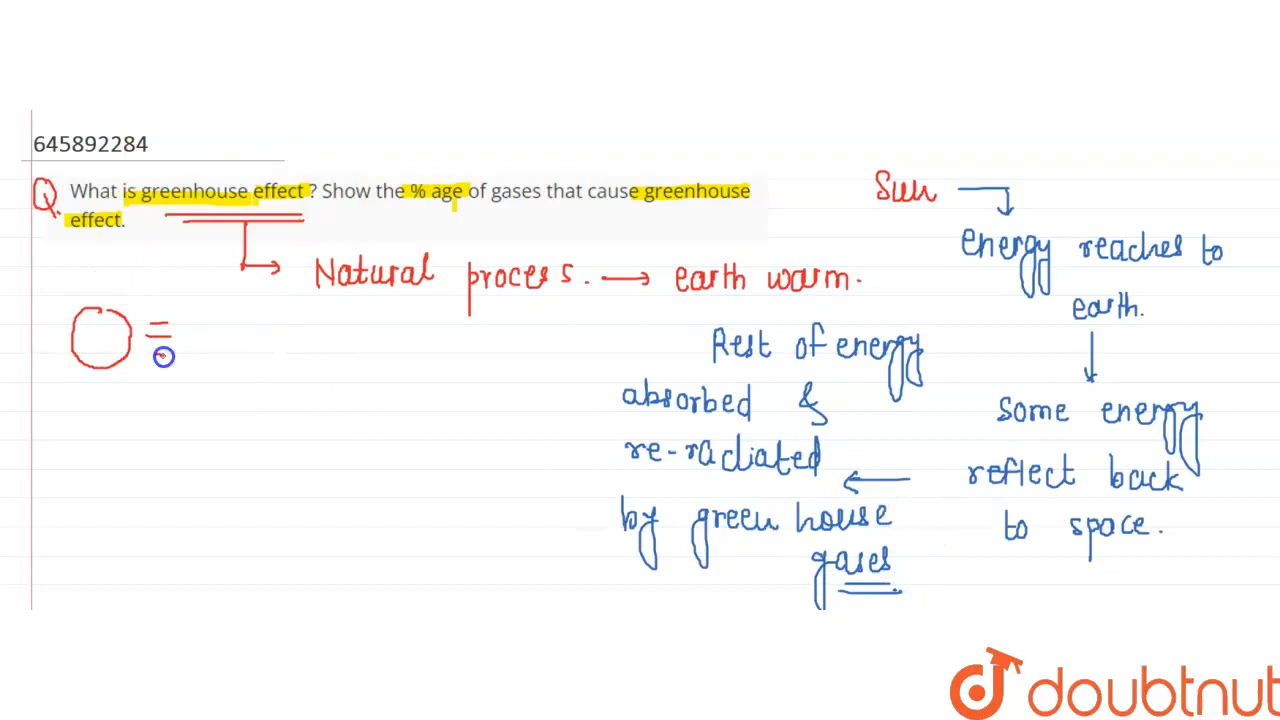 645892284
Q. What is greenhouse effect ? Show the % age of gases that cause greenhouse
effect.
Natural process. → earth warm.
Sun
energy reaches to
earth.
Some energy
reflect back
to space.
Rest of energy
absorbed &
re-radiated
by green house
gases
doubtnut